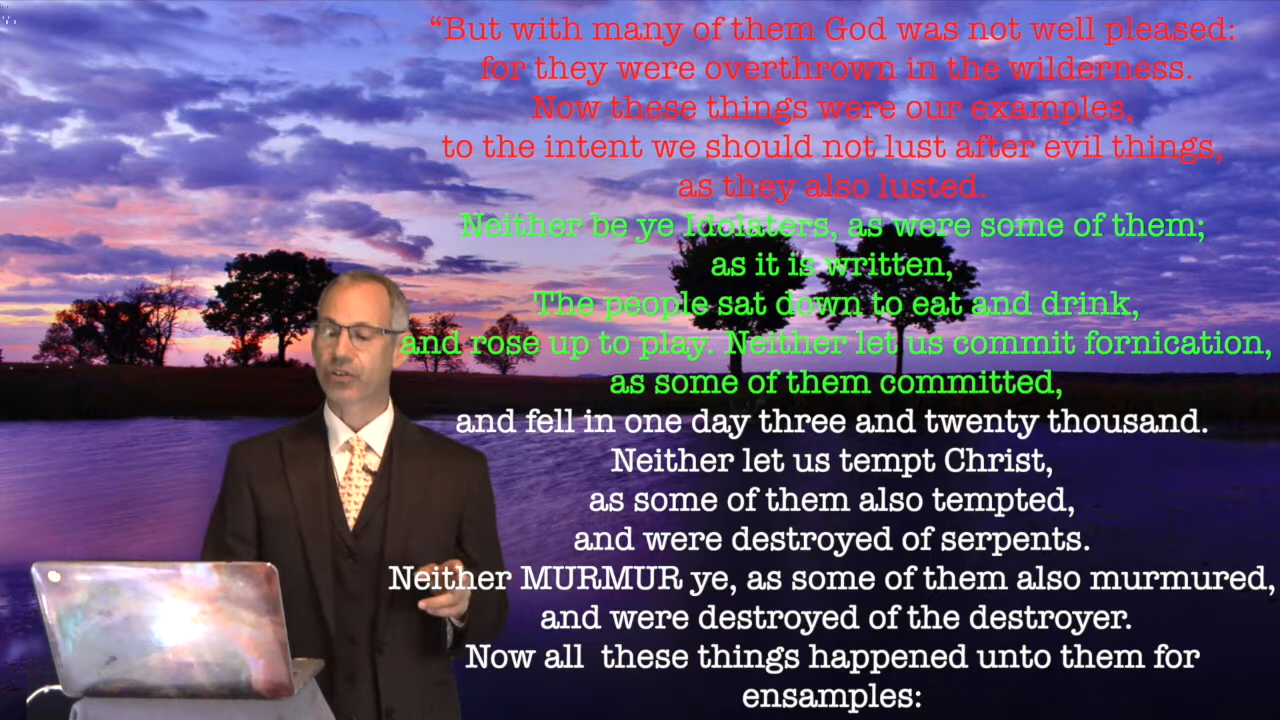 “But with many of them God was not well pleased:
for they were overthrown in the wilderness.
Now these things were our examples,
to the intent we should not lust after evil things,
as they also lusted.
Neither be ye Idolaters, as were some of them;
as it is written,
The people sat down to eat and drink,
and rose up to play. Neither let us commit fornication,
as some of them committed,
and fell in one day three and twenty thousand.
Neither let us tempt Christ,
as some of them also tempted,
and were destroyed of serpents.
Neither MURMUR ye, as some of them also murmured,
and were destroyed of the destroyer.
Now all  these things happened unto them for
ensamples: